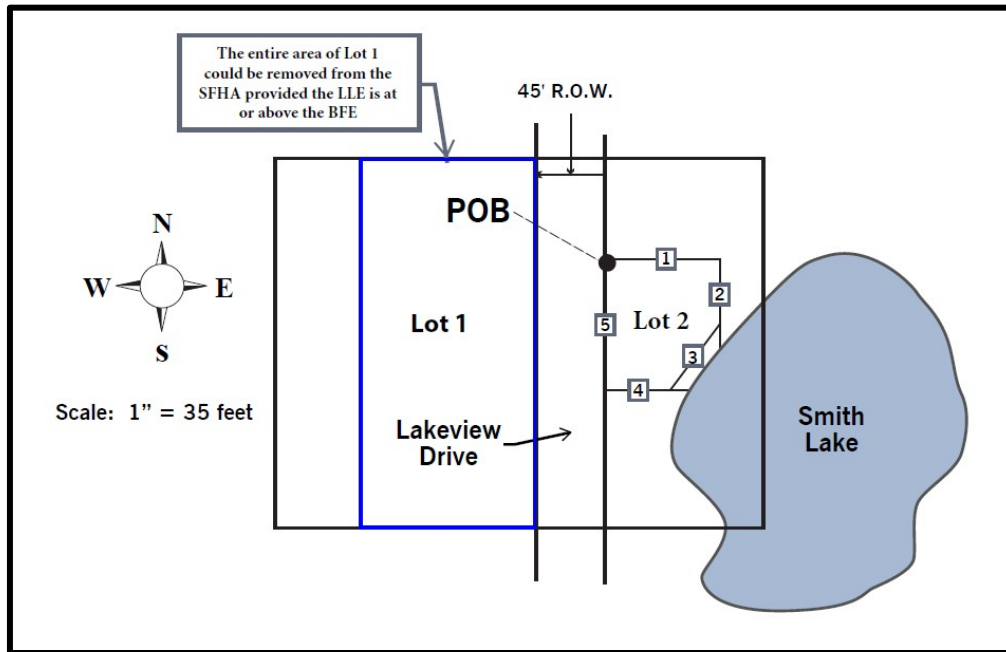 The entire area of Lot 1
could be removed from the
SFHA provided the LLE is at
or above the BFE
45' R.O.W.
POB
N
W
E
S
1
2
Lot 1
5
Lot 2
3
4
Scale: 1” = 35 feet
Lakeview
Drive
Smith
Lake